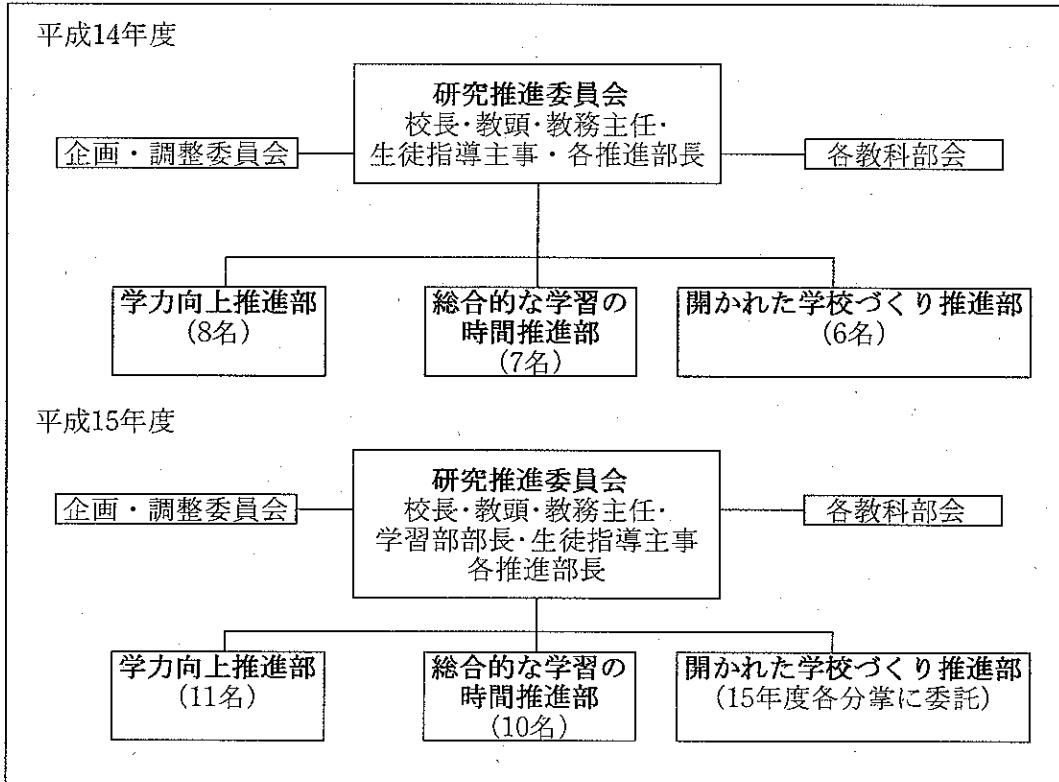 平成14年度
研究推進委員会
校長・教頭・教務主任・
生徒指導主事・各推進部長
企画・調整委員会
各教科部会
学力向上推進部
(8名)
総合的な学習の
時間推進部
(7名)
開かれた学校づくり推進部
(6名)
平成15年度
研究推進委員会
校長・教頭・教務主任・
学習部部長・生徒指導主事
各推進部長
企画・調整委員会
各教科部会
学力向上推進部
(11名)
総合的な学習の
時間推進部
(10名)
開かれた学校づくり推進部
(15年度各分掌に委託)